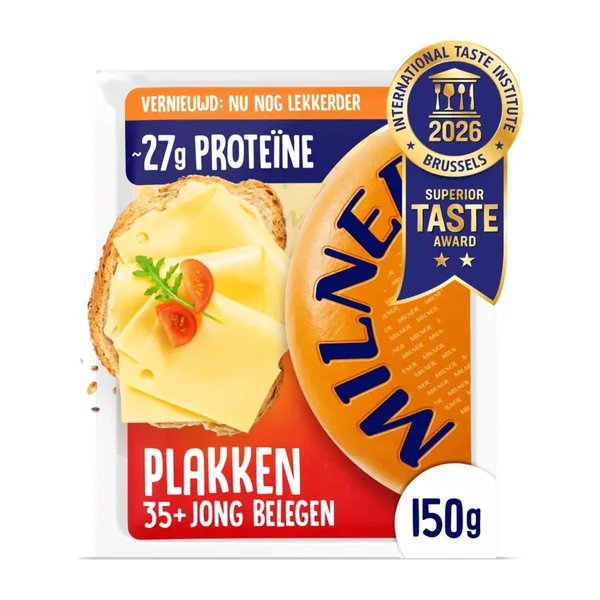 VERNIEUWD: NU NOG LEKKERDER
~27g PROTEÏNE
INTERNATIONAL TASTE INSTITUTE
2026
BRUSSELS
SUPERIOR
TASTE
AWARD
MILNER
PLAKKEN
35+ JONG BELEGEN
150g